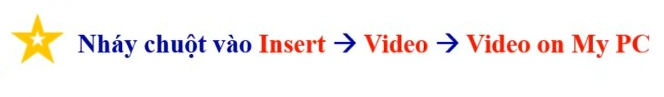 Nháy chuột vào Insert → Video → Video on My PC